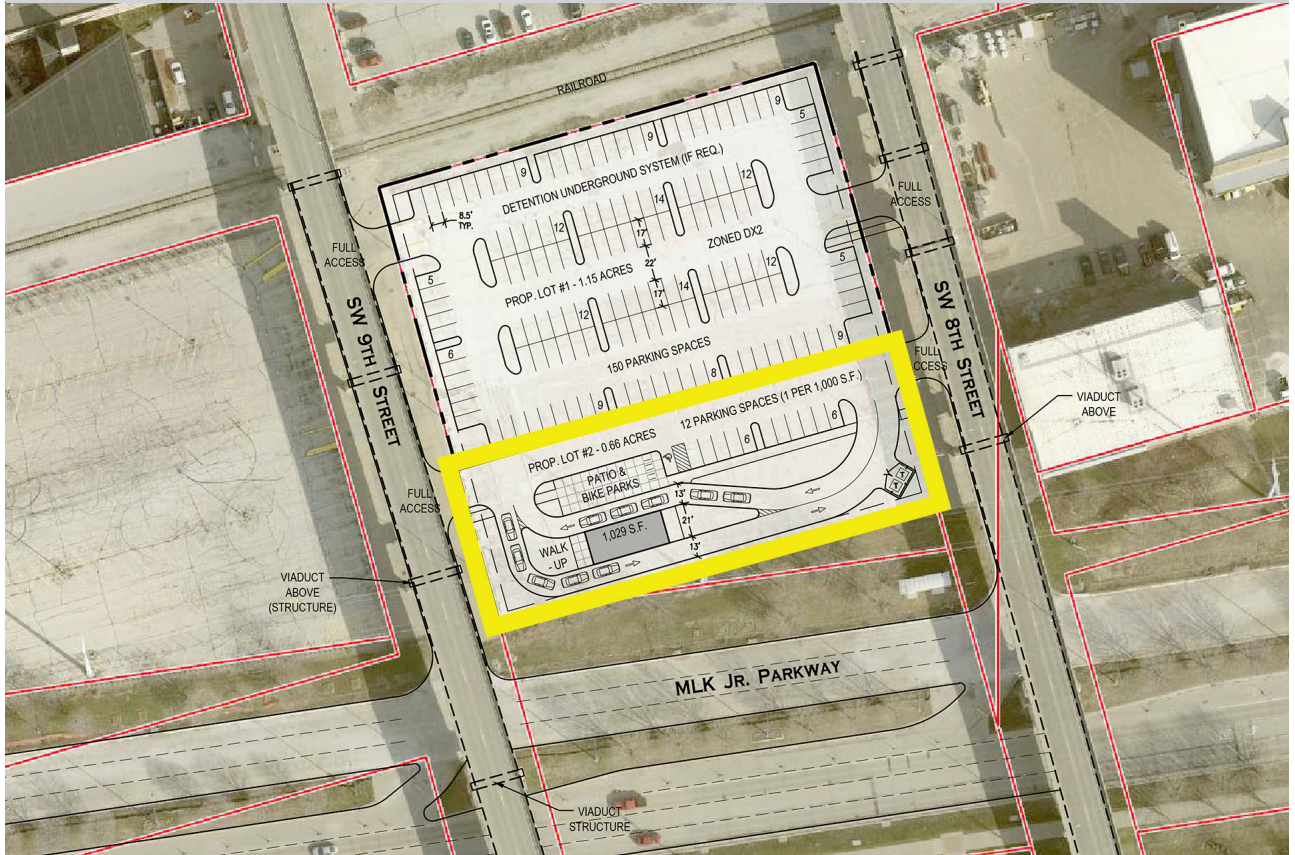 RAILROAD
9
5
9
9
DETENTION UNDERGROUND SYSTEM (IF REQ.)
9
8.5'
TYP.
14
12
17'
12
ZONED DX2
22'
FULL
ACCESS
FULL
ACCESS
5
5
PROP. LOT #1 - 1.15 ACRES
17'
14
12
SW 9TH STREET
SW 8TH STREET
6
9
150 PARKING SPACES
8
9
FULL
CCESS
VIADUCT
ABOVE
12 PARKING SPACES (1 PER 1,000 S.F.)
6
6
PROP. LOT #2 - 0.66 ACRES
PATIO &
BIKE PARKS
13'
FULL
ACCESS
21'
1,029 S.F.
WALK
- UP
13'
VIADUCT
ABOVE
(STRUCTURE)
MLK JR. PARKWAY
VIADUCT
STRUCTURE